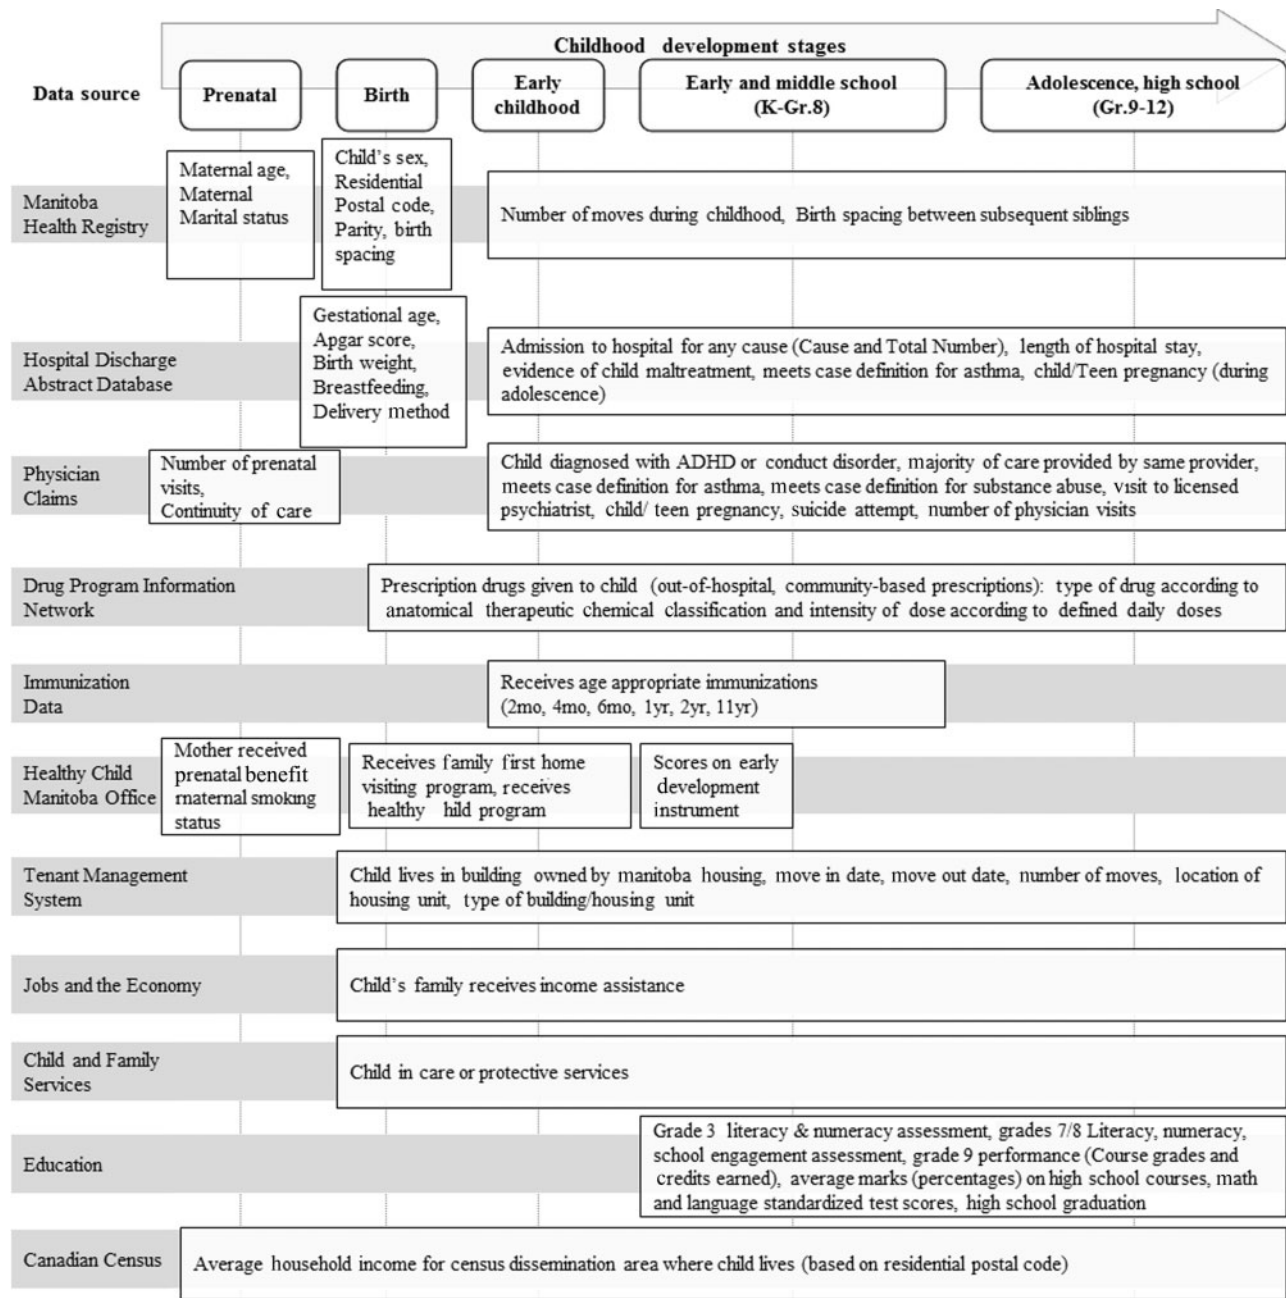 Childhood development stages
Data source
Prenatal
Birth
Early
childhood
Early and middle school
(K-Gr.8)
Adolescence, high school
(Gr.9-12)
Manitoba
Health Registry
Maternal age,
Maternal
Marital status
Child's sex,
Residential
Postal code,
Parity, birth
spacing
Number of moves during childhood, Birth spacing between subsequent siblings
Hospital Discharge
Abstract Database
Gestational age,
Apgar score,
Birth weight,
Breastfeeding,
Delivery method
Admission to hospital for any cause (Cause and Total Number), length of hospital stay,
evidence of child maltreatment, meets case definition for asthma, child/Teen pregnancy (during
adolescence)
Physician
Claims
Number of prenatal
visits,
Continuity of care
Child diagnosed with ADHD or conduct disorder, majority of care provided by same provider,
meets case definition for asthma, meets case definition for substance abuse, visit to licensed
psychiatrist, child/ teen pregnancy, suicide attempt, number of physician visits
Drug Program Information
Network
Prescription drugs given to child (out-of-hospital, community-based prescriptions): type of drug according to
anatomical therapeutic chemical classification and intensity of dose according to defined daily doses
Immunization
Data
Receives age appropriate immunizations
(2mo, 4mo, 6mo, 1yr, 2yr, 11yr)
Healthy Child
Manitoba Office
Mother received
prenatal benefit
maternal smoking
status
Receives family first home
visiting program, receives
healthy hild program
Scores on early
development
instrument
Tenant Management
System
Child lives in building owned by manitoba housing, move in date, move out date, number of moves, location of
housing unit, type of building/housing unit
Jobs and the Economy
Child's family receives income assistance
Child and Family
Services
Child in care or protective services
Education
Grade 3 literacy & numeracy assessment, grades 7/8 Literacy, numeracy,
school engagement assessment, grade 9 performance (Course grades and
credits earned), average marks (percentages) on high school courses, math
and language standardized test scores, high school graduation
Canadian Census
Average household income for census dissemination area where child lives (based on residential postal code)